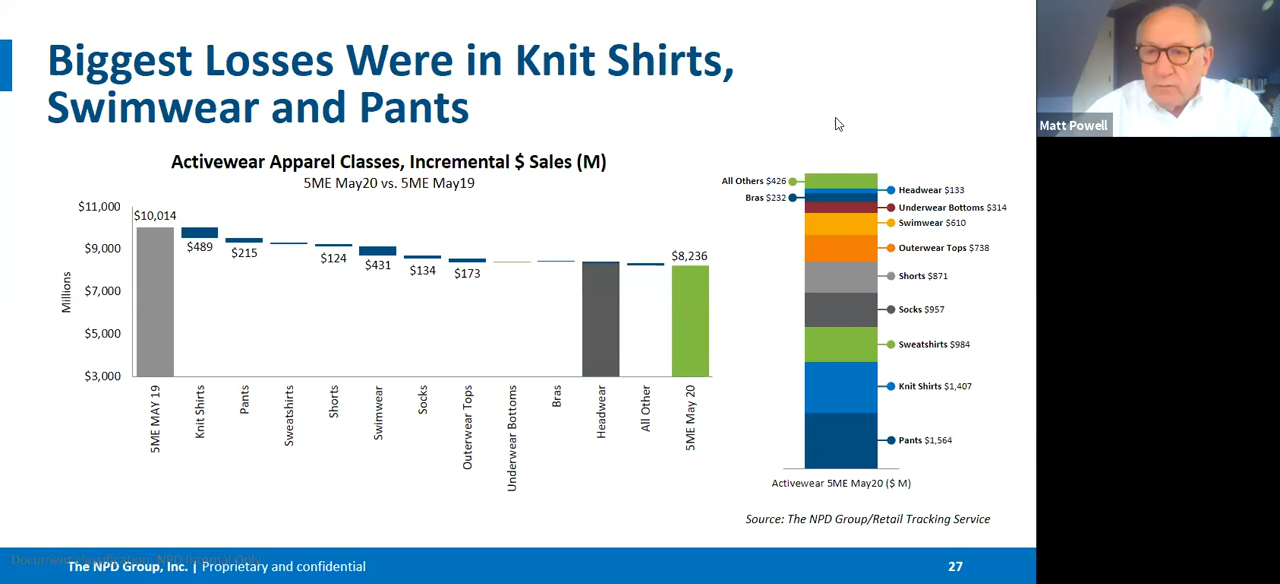 Biggest Losses Were in Knit Shirts,
Swimwear and Pants
Activewear Apparel Classes, Incremental $ Sales (M)
5ME May20 vs. 5ME May19
$11,000
$9,000
$7,000
$5,000
$3,000
Millions
$10,014
$489
$215
$124
$431
$134
$173
$8,236
5ME MAY 19
Knit Shirts
Pants
Sweatshirts
Shorts
Swimwear
Socks
Outerwear Tops
Underwear Bottoms
Bras
Headwear
All Other
5ME May 20
All Others $426
Bras $232
Headwear $133
Underwear Bottoms $314
Swimwear $610
Outerwear Tops $738
Shorts $871
Socks $957
Sweatshirts $984
Knit Shirts $1,407
Pants $1,564
Activewear 5ME May20 ($ M)
Source: The NPD Group/Retail Tracking Service
Document classification: NPD Internal Only
The NPD Group, Inc. | Proprietary and confidential
27
Matt Powell